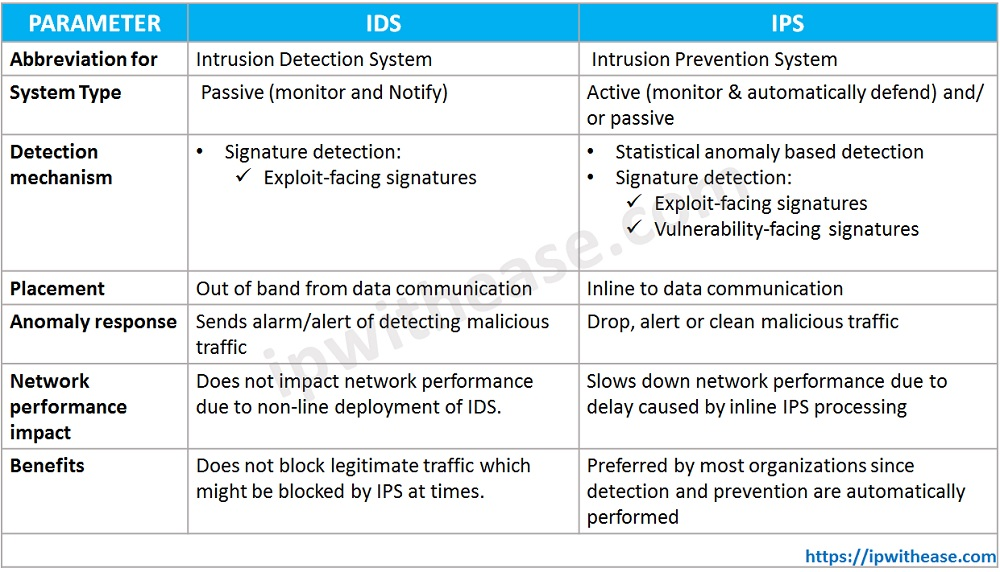 PARAMETER IDS IPS
Abbreviation for Intrusion Detection System Intrusion Prevention System
System Type Passive (monitor and Notify) Active (monitor & automatically defend) and/
or passive
Detection • Signature detection: • Statistical anomaly based detection
mechanism ✓ Exploit-facing signatures • Signature detection:
✓ Exploit-facing signatures
✓ Vulnerability-facing signatures
Placement Out of band from data communication Inline to data communication
Anomaly response Sends alarm/alert of detecting malicious Drop, alert or clean malicious traffic
traffic
Network Does not impact network performance Slows down network performance due to
performance due to non-line deployment of IDS. delay caused by inline IPS processing
impact
Benefits Does not block legitimate traffic which Preferred by most organizations since
might be blocked by IPS at times. detection and prevention are automatically
performed
ipwithease.com
https://ipwithease.com